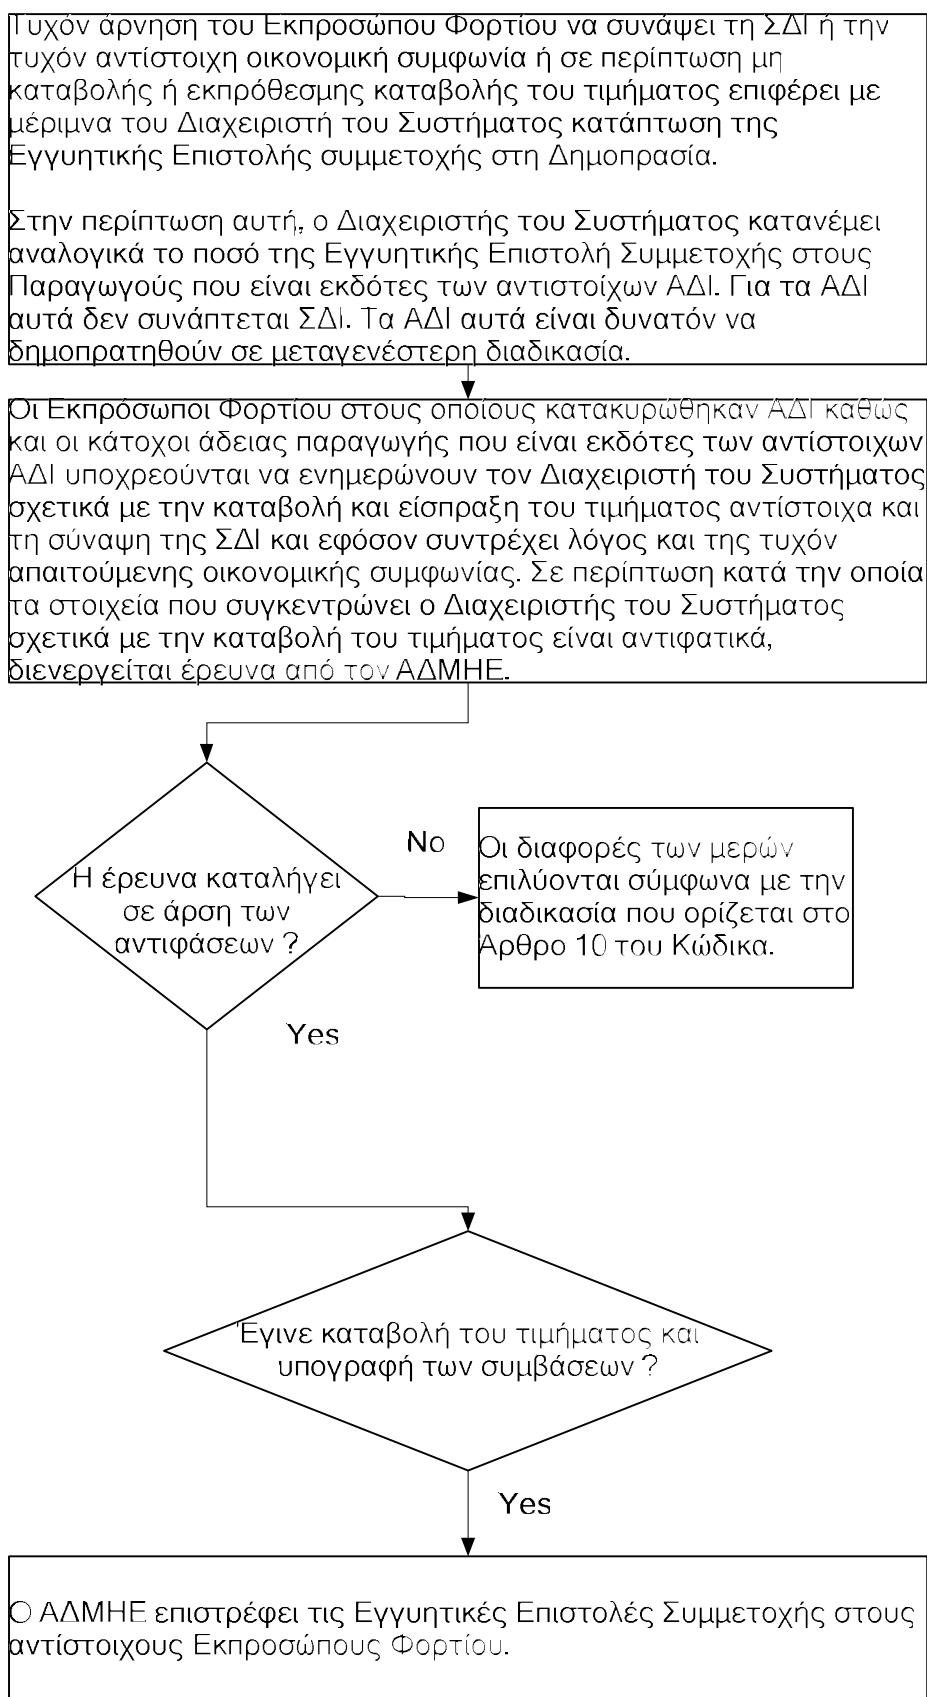 Τυχόν άρνηση του Εκπροσώπου Φορτίου να συνάψει τη ΣΔΙ ή την
τυχόν αντίστοιχη οικονομική συμφωνία ή σε περίπτωση μη
καταβολής ή εκπρόθεσμης καταβολής του τιμήματος επιφέρει με
μέριμνα του Διαχειριστή του Συστήματος κατάπτωση της
Εγγυητικής Επιστολής συμμετοχής στη Δημοπρασία.
Στην περίπτωση αυτή, ο Διαχειριστής του Συστήματος κατανέμει
αναλογικά το ποσό της Εγγυητικής Επιστολή Συμμετοχής στους
Παραγωγούς που είναι εκδότες των αντιστοίχων ΑΔΙ. Για τα ΑΔΙ
αυτά δεν συνάπτεται ΣΔΙ. Τα ΑΔΙ αυτά είναι δυνατόν να
δημοπρατηθούν σε μεταγενέστερη διαδικασία.
Οι Εκπρόσωποι Φορτίου στους οποίους κατακυρώθηκαν ΑΔΙ καθώς
και οι κάτοχοι άδειας παραγωγής που είναι εκδότες των αντίστοιχων
ΑΔΙ υποχρεούνται να ενημερώνουν τον Διαχειριστή του Συστήματος
σχετικά με την καταβολή και είσπραξη του τιμήματος αντίστοιχα και
τη σύναψη της ΣΔΙ και εφόσον συντρέχει λόγος και της τυχόν
απαιτούμενης οικονομικής συμφωνίας. Σε περίπτωση κατά την οποία
τα στοιχεία που συγκεντρώνει ο Διαχειριστής του Συστήματος
σχετικά με την καταβολή του τιμήματος είναι αντιφατικά,
διενεργείται έρευνα από τον ΑΔΜΗΕ.
No
Η έρευνα καταλήγει
σε άρση των
αντιφάσεων ?
Οι διαφορές των μερών
επιλύονται σύμφωνα με την
διαδικασία που ορίζεται στο
Άρθρο 10 του Κώδικα.
Yes
Έγινε καταβολή του τιμήματος και
υπογραφή των συμβάσεων ?
Yes
Ο ΑΔΜΗΕ επιστρέφει τις Εγγυητικές Επιστολές Συμμετοχής στους
αντίστοιχους Εκπροσώπους Φορτίου.